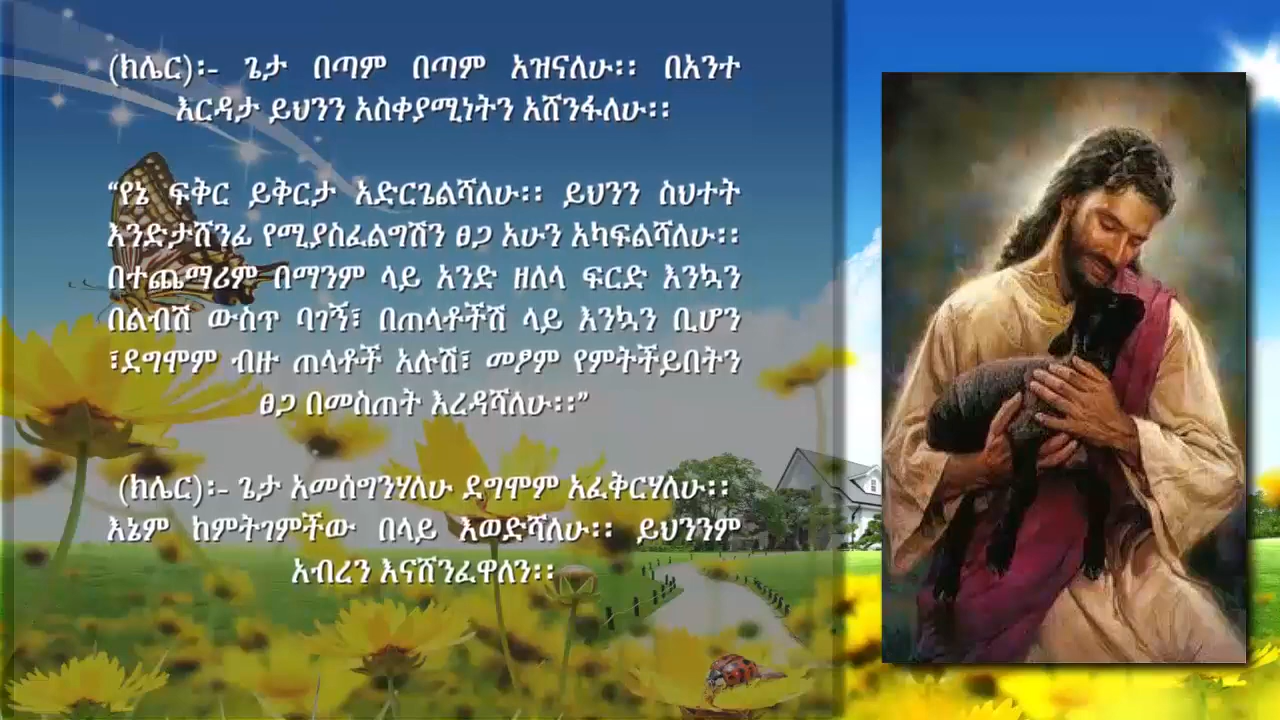 (ክሌር)፡- ጌታ በጣም በጣም አዝናለሁ፡፡ በአንተ
እርዳታ ይህንን አስቀያሚነትን አሸንፋለሁ፡፡
“የኔ ፍቅር ይቅርታ አድርጌልሻለሁ፡፡ ይህንን ስህተት
እንድታሸንፊ የሚያስፈልግሽን ፀጋ አሁን አካፍልሻለሁ፡፡
በተጨማሪም በማንም ላይ አንድ ዘለላ ፍርድ እንኳን
በልብሽ ውስጥ ባገኝ፣ በጠላቶችሽ ላይ እንኳን ቢሆን
፣ደግሞም ብዙ ጠላቶች አሉሽ፣ መፆም የምትችይበትን
ፀጋ በመስጠት እረዳሻለሁ፡፡”
(ክሌር)፡- ጌታ አመሰግንሃለሁ ደግሞም አፈቅርሃለሁ፡፡
እኔም ከምትገምችው በላይ እወድሻለሁ፡፡ ይህንንም
አብረን እናሸንፈዋለን፡፡